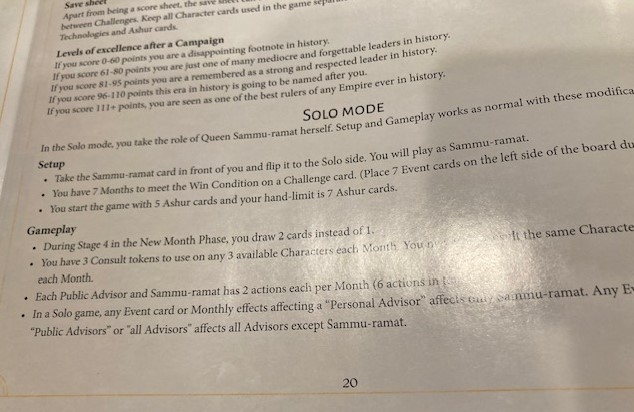 Save sheet
Apart from being a score sheet, the save
between Challenges. Keep all Character cards used in the game
Technologies and Ashur cards.
Levels of excellence after a Campaign
If you score 0-60 points you are a disappointing footnote in history.
If you score 61-80 points you are just one of many mediocre and forgettable leaders in history.
If you score 81-95 points you are a remembered as a strong and respected leader in history.
If you score 96-110 points this era in history is going to be named after you.
If you score 111+ points, you are seen as one of the best rulers of any Empire ever in history.
SOLO MODE
In the Solo mode, you take the role of Queen Sammu-ramat herself. Setup and Gameplay works as normal with these modifica
Setup
• Take the Sammu-ramat card in front of you and flip it to the Solo side. You will play as Sammu-ramat.
• You have 7 Months to meet the Win Condition on a Challenge card. (Place 7 Event cards on the left side of the board du
• You start the game with 5 Ashur cards and your hand-limit is 7 Ashur cards.
Gameplay
• During Stage 4 in the New Month Phase, you draw 2 cards instead of 1.
• You have 3 Consult tokens to use on any 3 available Characters each Month. You the same Characte
each Month.
• Each Public Advisor and Sammu-ramat has 2 actions each per Month (6 actions in
• In a Solo game, any Event card or Monthly effects affecting a "Personal Advisor" affects only Sammu-ramat. Any Ev
"Public Advisors" or "all Advisors" affects all Advisors except Sammu-ramat.
20